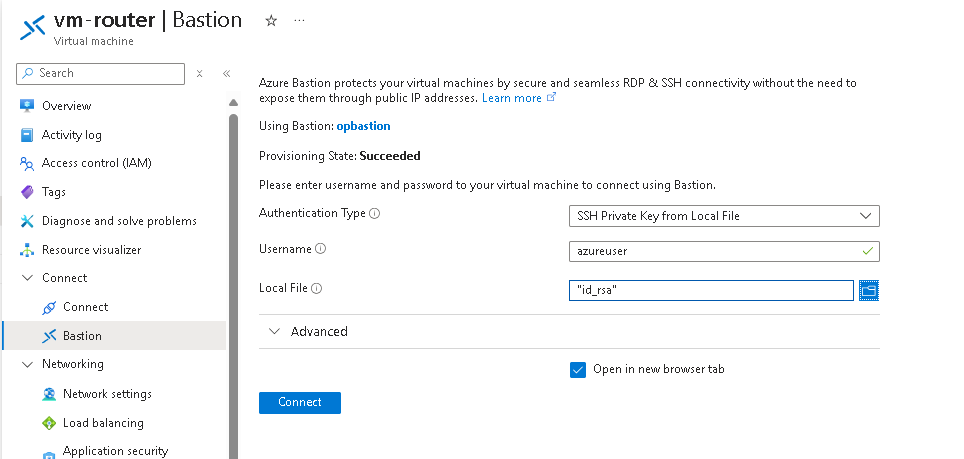 vm-router | Bastion
Virtual machine
Search
Overview
Activity log
Access control (IAM)
Tags
Diagnose and solve problems
Resource visualizer
Connect
Connect
Bastion
Networking
Network settings
Load balancing
Application security
Azure Bastion protects your virtual machines by secure and seamless RDP & SSH connectivity without the need to
expose them through public IP addresses. Learn more
Using Bastion: opbastion
Provisioning State: Succeeded
Please enter username and password to your virtual machine to connect using Bastion.
Authentication Type
SSH Private Key from Local File
Username
azureuser
Local File
"id_rsa"
Advanced
Open in new browser tab
Connect